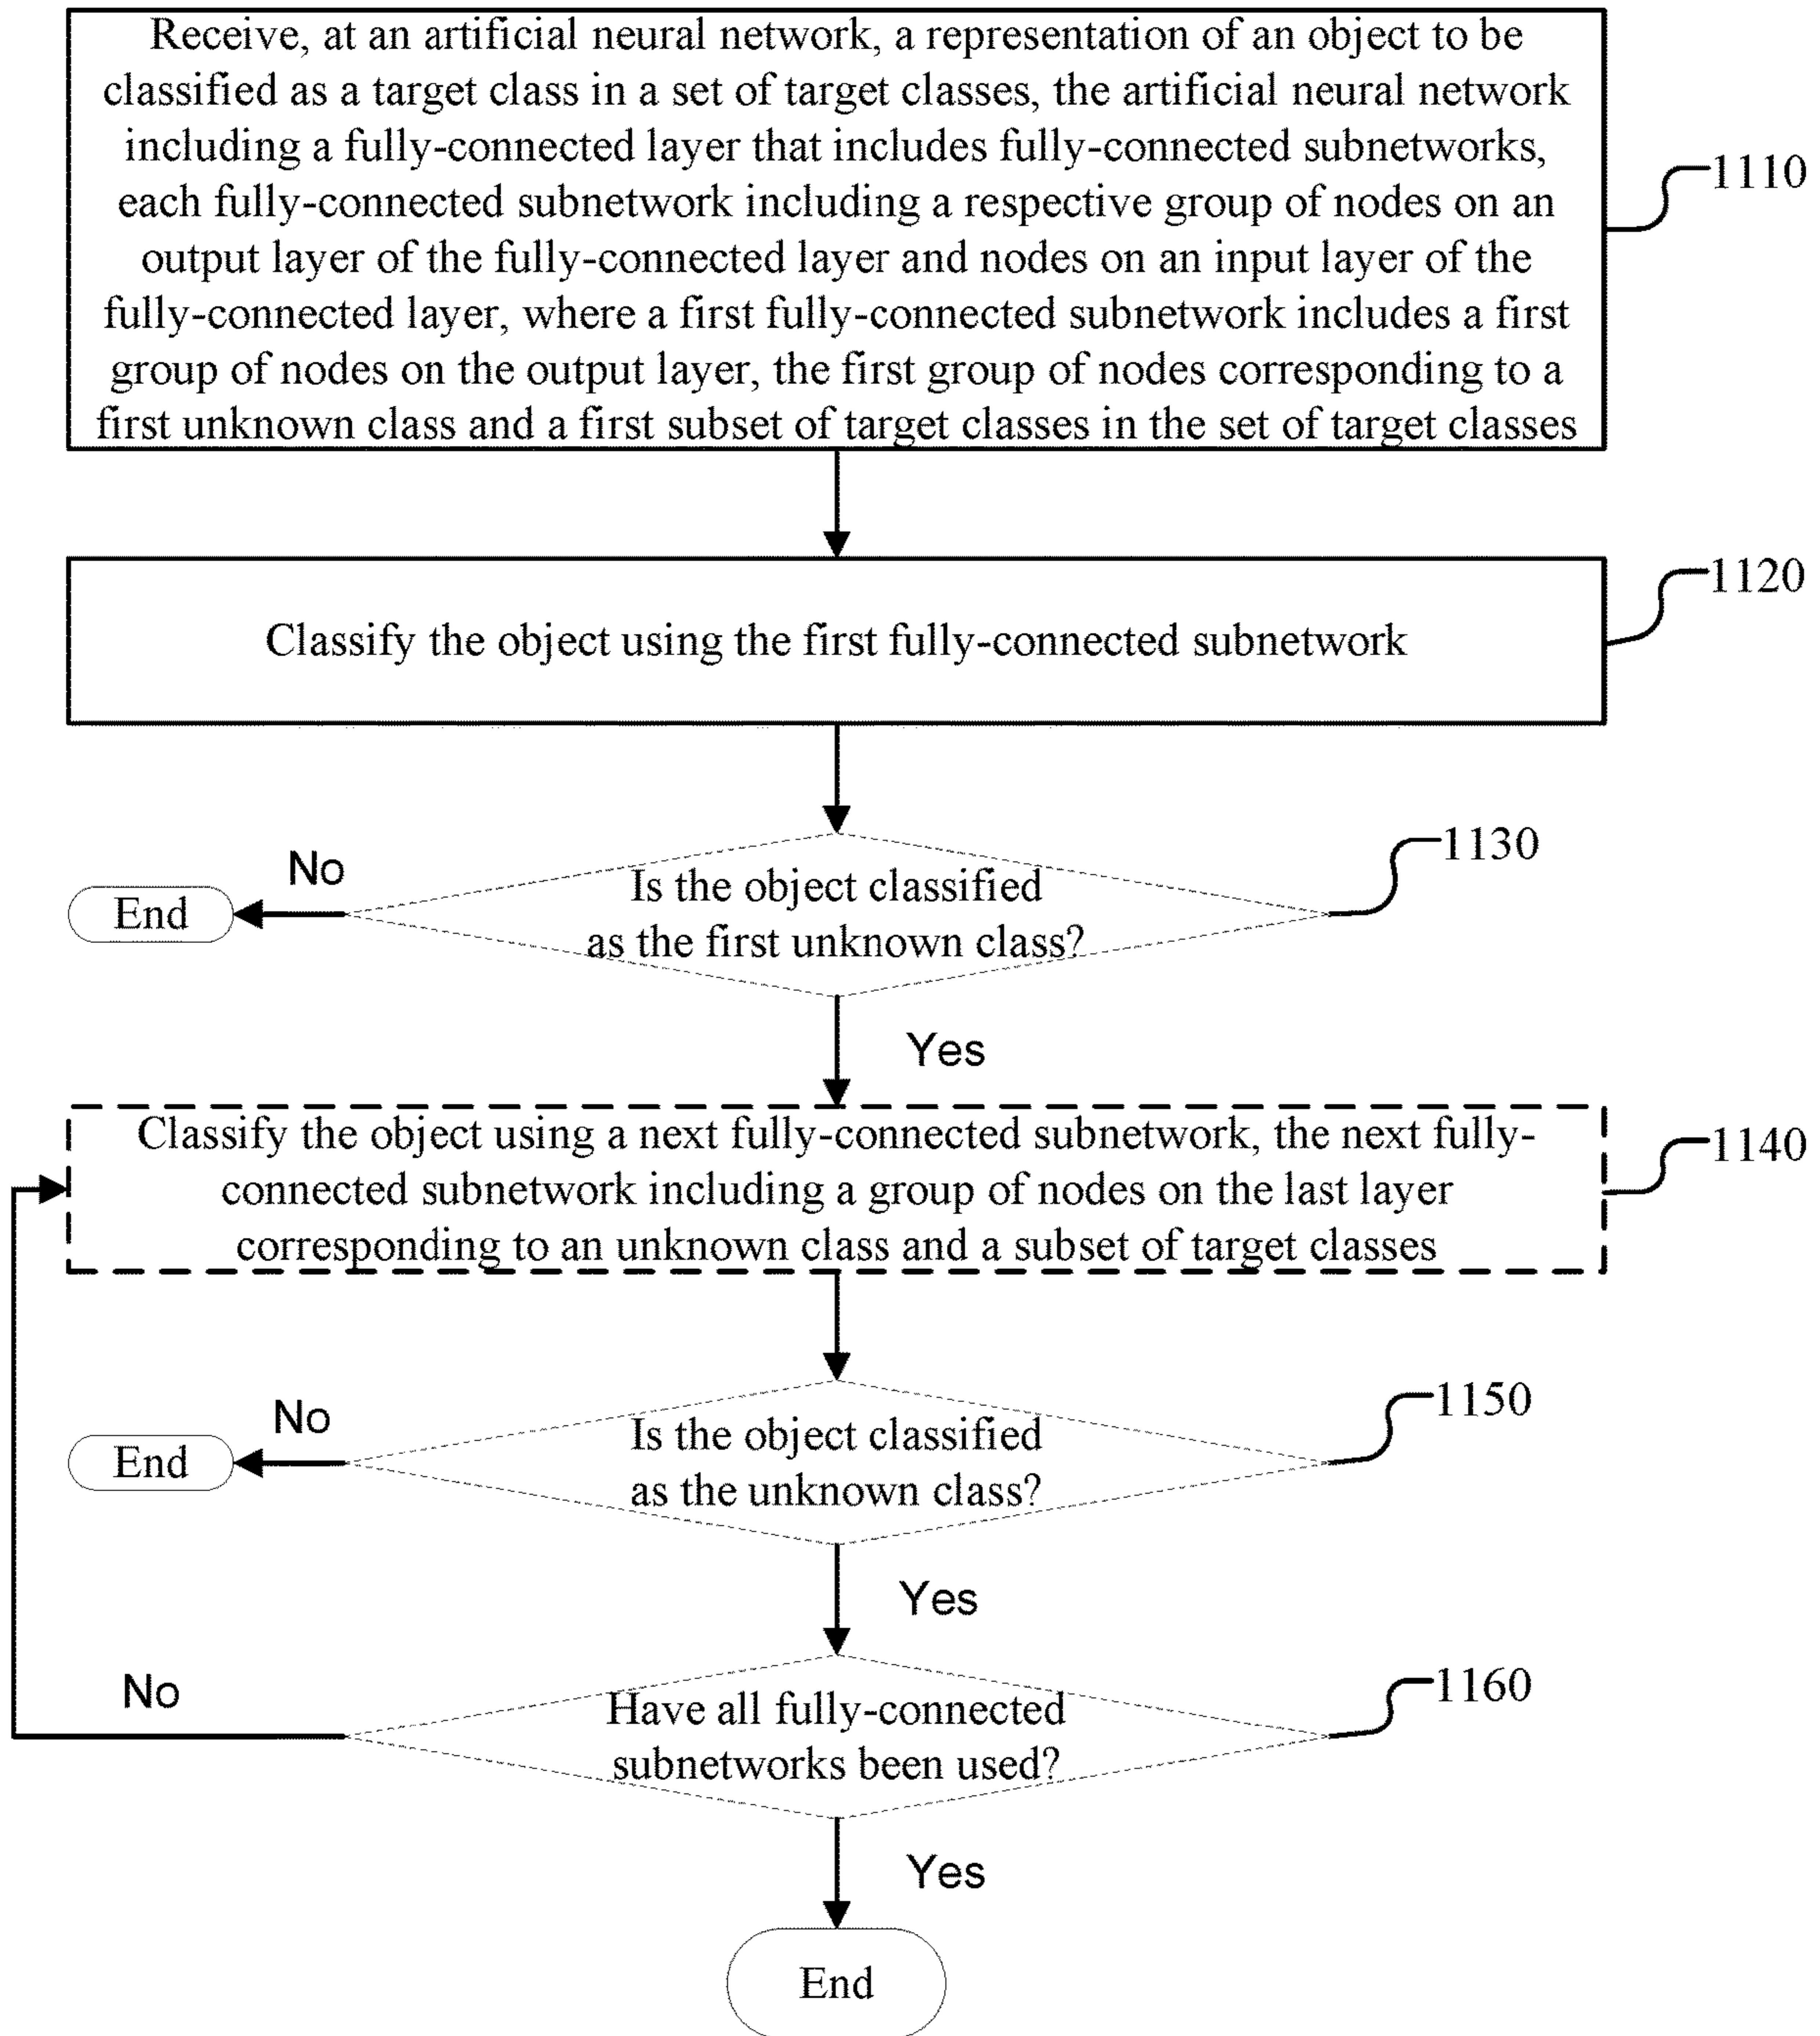 Receive, at an artificial neural network, a representation of an object to be
classified as a target class in a set of target classes, the artificial neural network
including a fully-connected layer that includes fully-connected subnetworks,
each fully-connected subnetwork including a respective group of nodes on an
output layer of the fully-connected layer and nodes on an input layer of the
fully-connected layer, where a first fully-connected subnetwork includes a first
group of nodes on the output layer, the first group of nodes corresponding to a
first unknown class and a first subset of target classes in the set of target classes
1110
Classify the object using the first fully-connected subnetwork
1120
Is the object classified
as the first unknown class?
1130
No
End
Yes
Classify the object using a next fully-connected subnetwork, the next fully-
connected subnetwork including a group of nodes on the last layer
corresponding to an unknown class and a subset of target classes
1140
Is the object classified
as the unknown class?
1150
No
End
Yes
Have all fully-connected
subnetworks been used?
1160
No
Yes
End